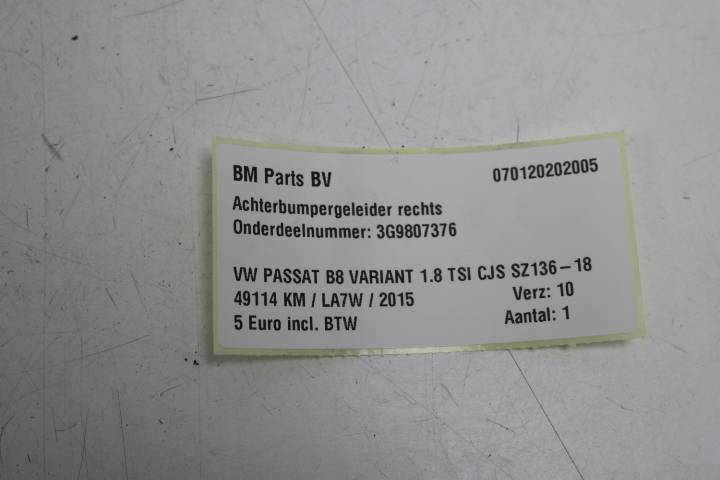 BM Parts BV 070120202005
Achterbumpergeleider rechts
Onderdeelnummer: 3G9807376
VW PASSAT B8 VARIANT 1.8 TSI CJS SZ136-18
49114 KM / LA7W / 2015 Verz: 10
5 Euro incl. BTW Aantal: 1